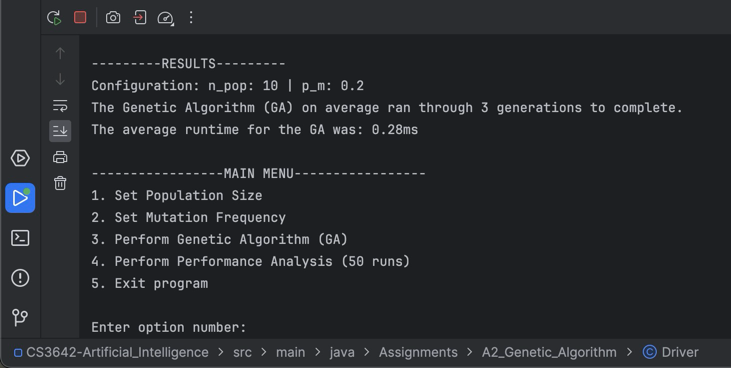 ---------RESULTS---------
Configuration: n_pop: 10 | p_m: 0.2
The Genetic Algorithm (GA) on average ran through 3 generations to complete.
The average runtime for the GA was: 0.28ms
-----------------MAIN MENU-----------------
1. Set Population Size
2. Set Mutation Frequency
3. Perform Genetic Algorithm (GA)
4. Perform Performance Analysis (50 runs)
5. Exit program
Enter option number:
CS3642-Artificial_Intelligence > src > main > java > Assignments > A2_Genetic_Algorithm > Driver